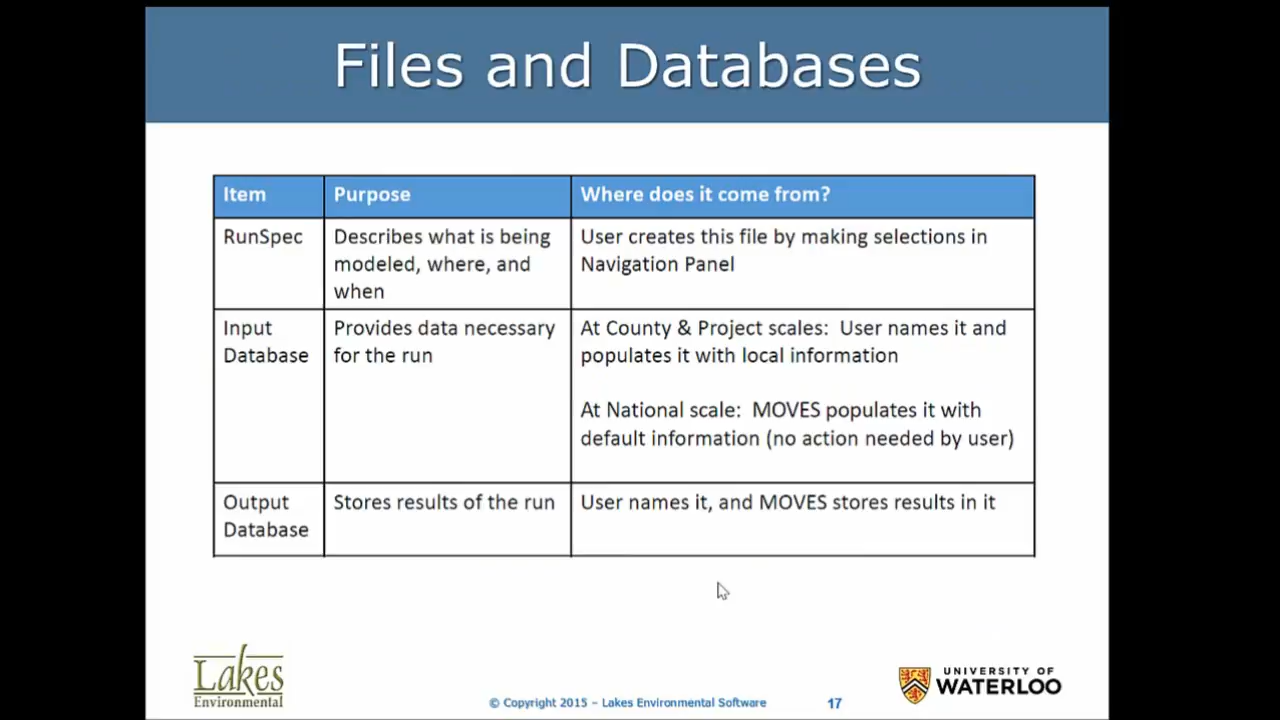 Files and Databases
Item
Purpose
Where does it come from?
RunSpec
Describes what is being
modeled, where, and
when
User creates this file by making selections in
Navigation Panel
Input
Database
Provides data necessary
for the run
At County & Project scales: User names it and
populates it with local information
At National scale: MOVES populates it with
default information (no action needed by user)
Output
Database
Stores results of the run
User names it, and MOVES stores results in it
Lakes
Environmental
© Copyright 2015 – Lakes Environmental Software
17
UNIVERSITY OF
WATERLOO